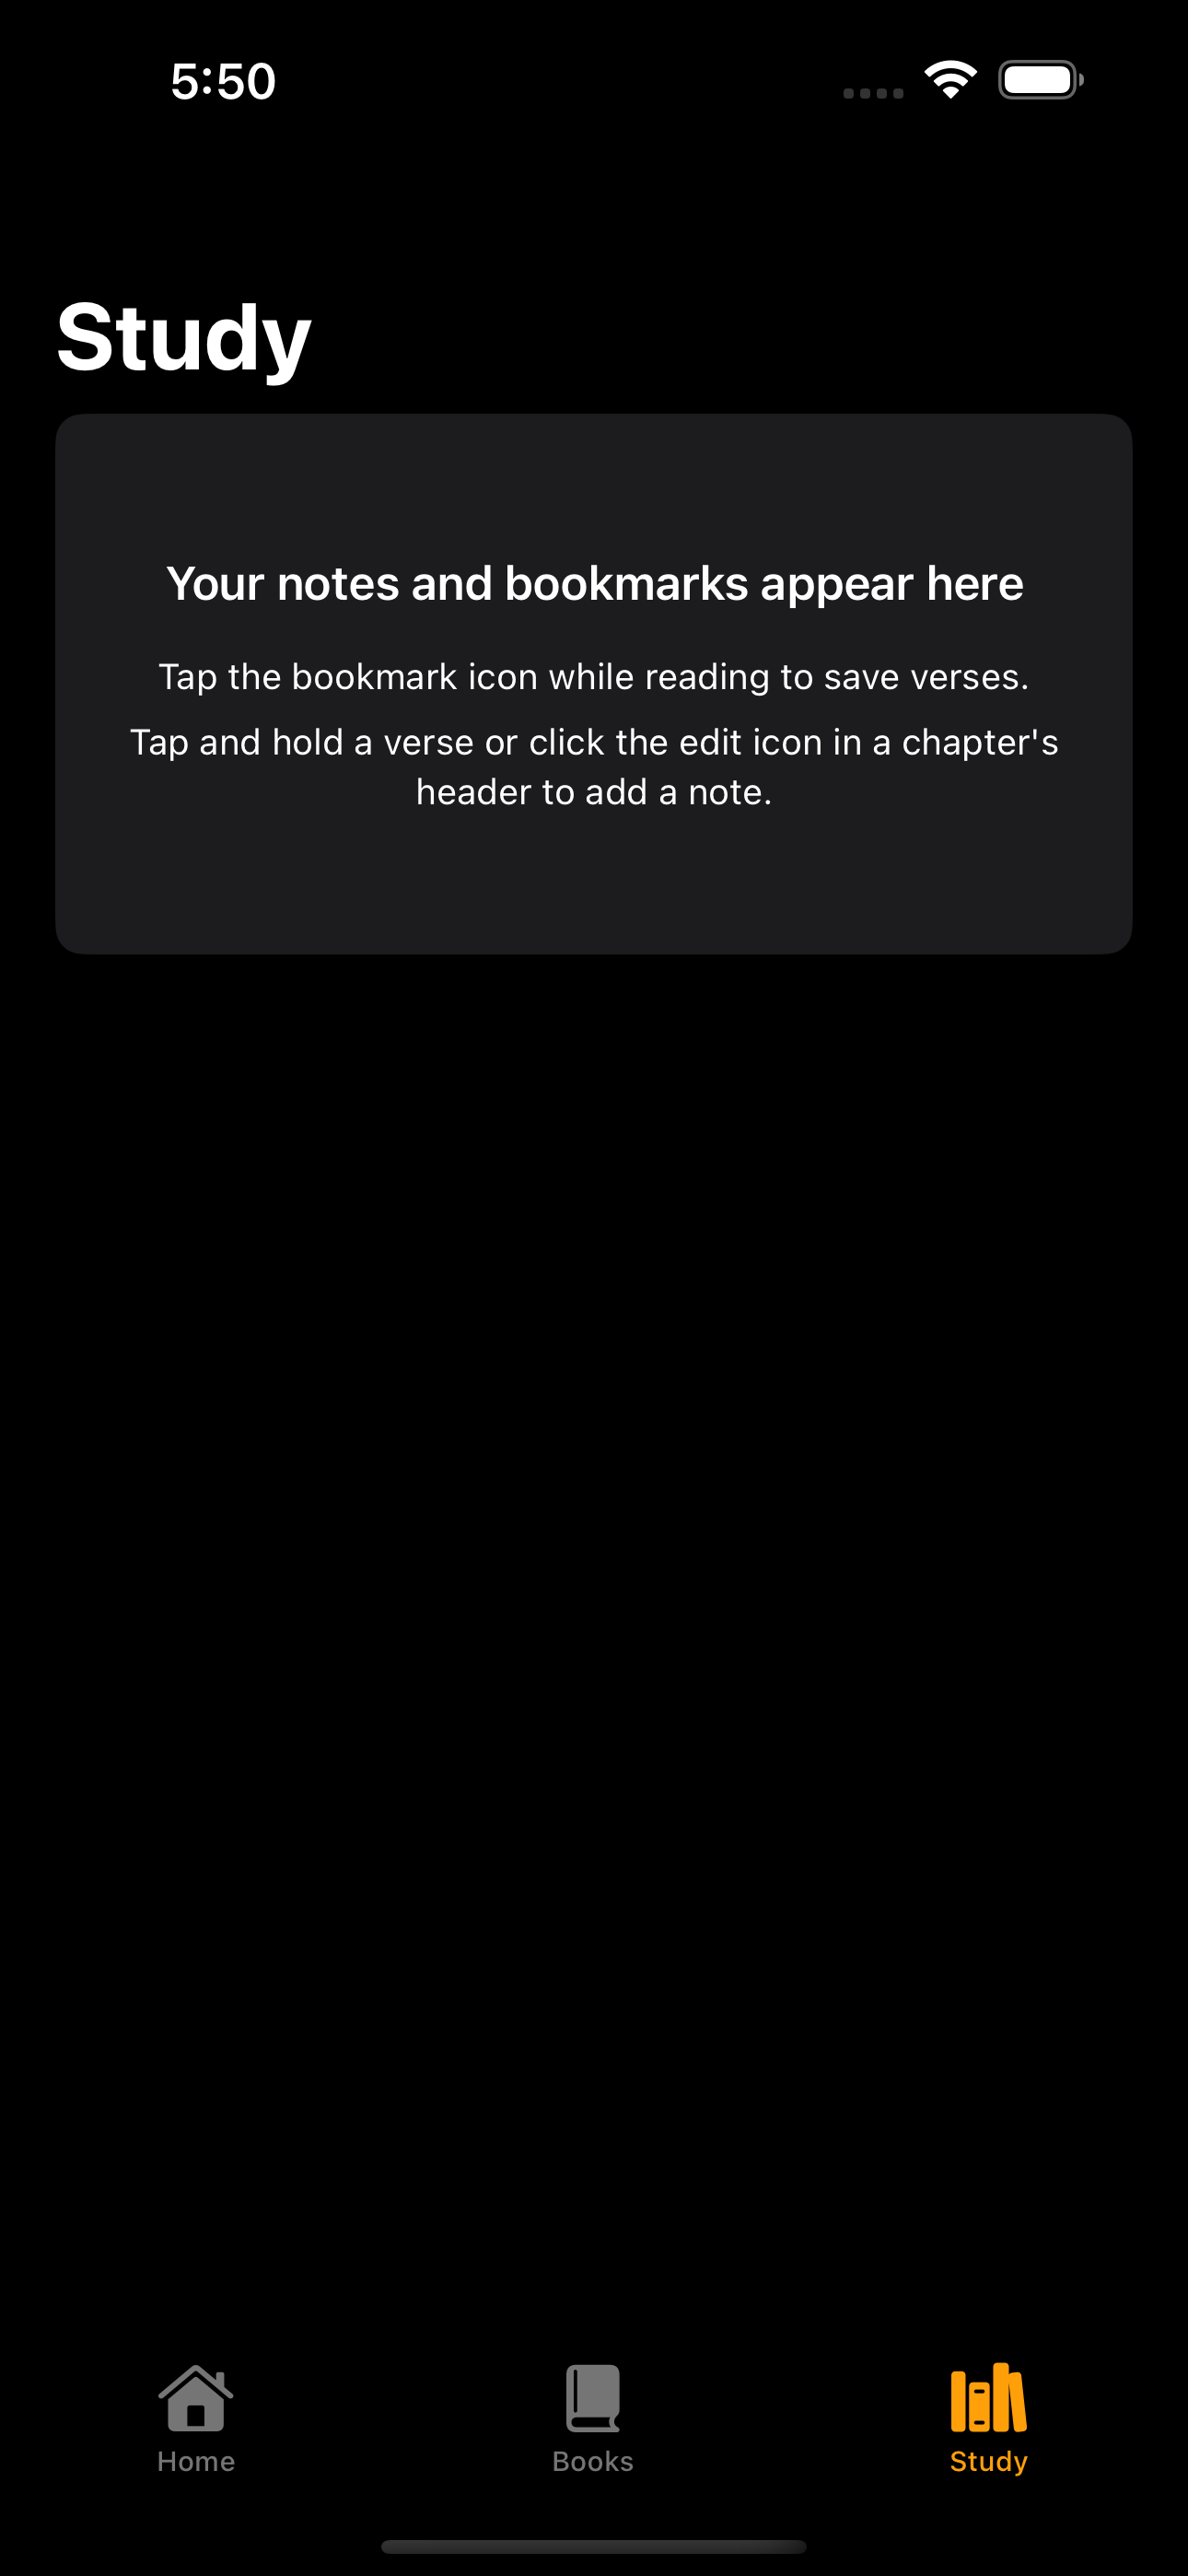 5:50
Study
Your notes and bookmarks appear here
Tap the bookmark icon while reading to save verses.
Tap and hold a verse or click the edit icon in a chapter's
header to add a note.
Home
Books
Study